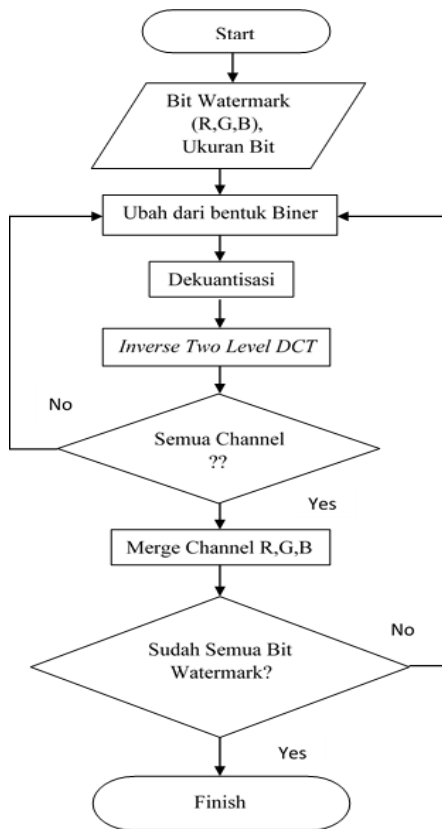 Start
Bit Watermark
(R,G,B),
Ukuran Bit
Ubah dari bentuk Biner
Dekuantisasi
Inverse Two Level DCT
No
Semua Channel
??
Yes
Merge Channel R,G,B
No
Sudah Semua Bit
Watermark?
Yes
Finish